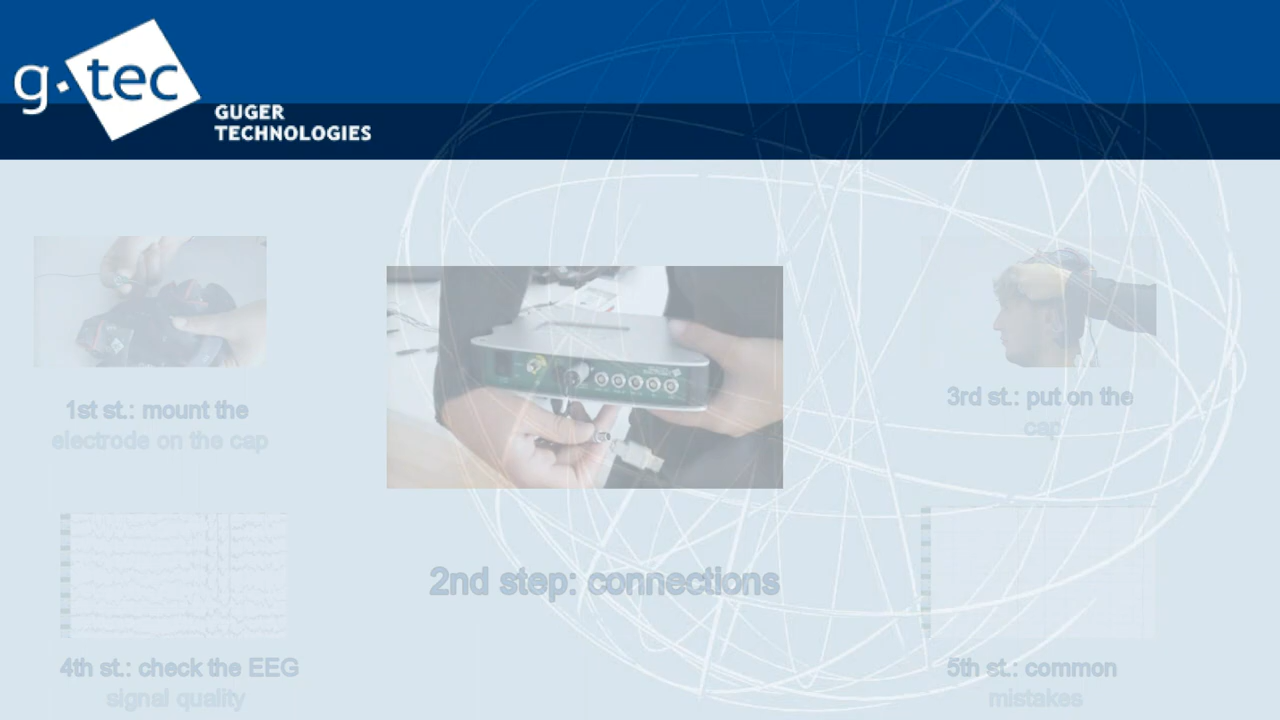 g.tec
GUGER
TECHNOLOGIES
1st st.: mount the
electrode on the cap
2nd step: connections
3rd st.: put on the
cap
4th st.: check the EEG
signal quality
5th st.: common
mistakes